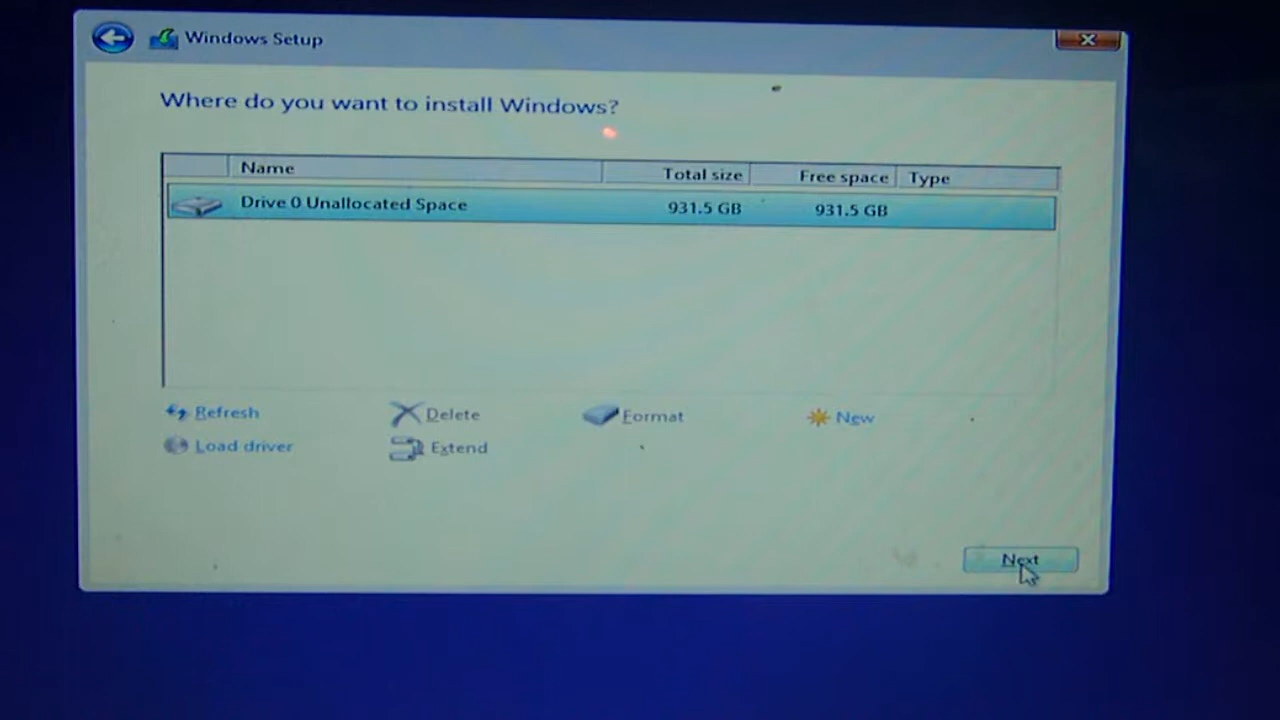 Windows Setup
Where do you want to install Windows?
Name Total size Free space Type
Drive 0 Unallocated Space 931.5 GB 931.5 GB
Refresh Delete Format New
Load driver Extend
Next